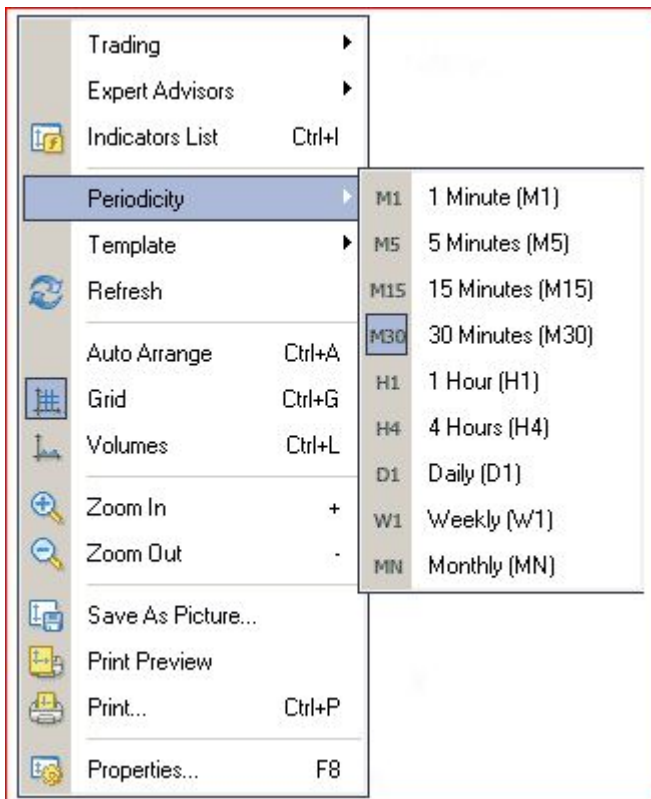 Trading
Expert Advisors
Indicators List Ctrl+I
Periodicity
Template
Refresh
Auto Arrange Ctrl+A
Grid Ctrl+G
Volumes Ctrl+L
Zoom In +
Zoom Out -
Save As Picture...
Print Preview
Print... Ctrl+P
Properties... F8
M1 1 Minute (M1)
M5 5 Minutes (M5)
M15 15 Minutes (M15)
M30 30 Minutes (M30)
H1 1 Hour (H1)
H4 4 Hours (H4)
D1 Daily (D1)
W1 Weekly (W1)
MN Monthly (MN)